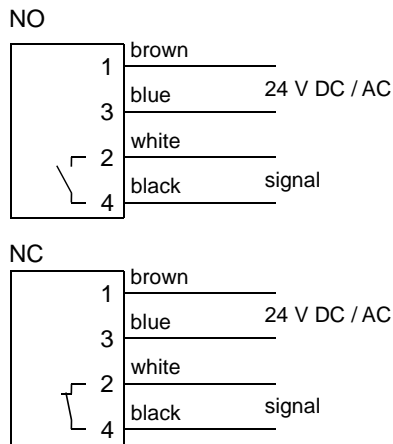 NO
1 brown
24 V DC / AC
3 blue
2 white
signal
4 black
NC
1 brown
24 V DC / AC
3 blue
2 white
signal
4 black